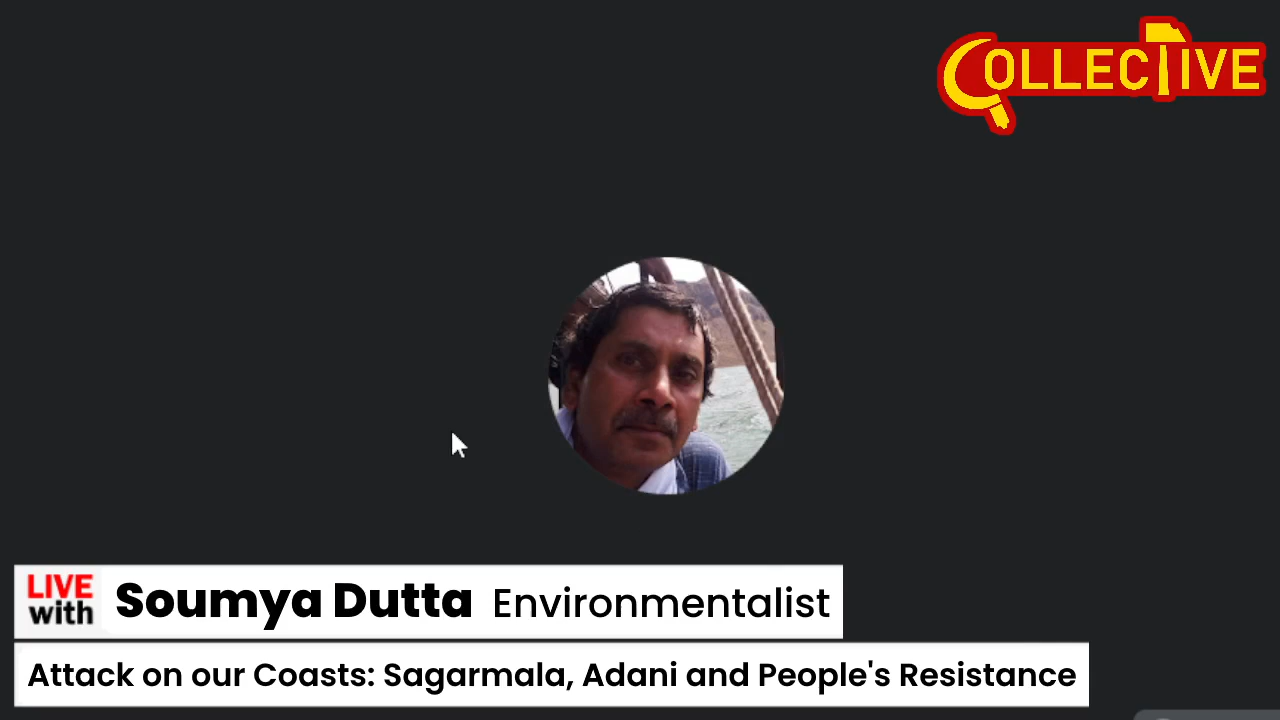 COLLECTIVE
LIVE with
Soumya Dutta Environmentalist
Attack on our Coasts: Sagarmala, Adani and People's Resistance